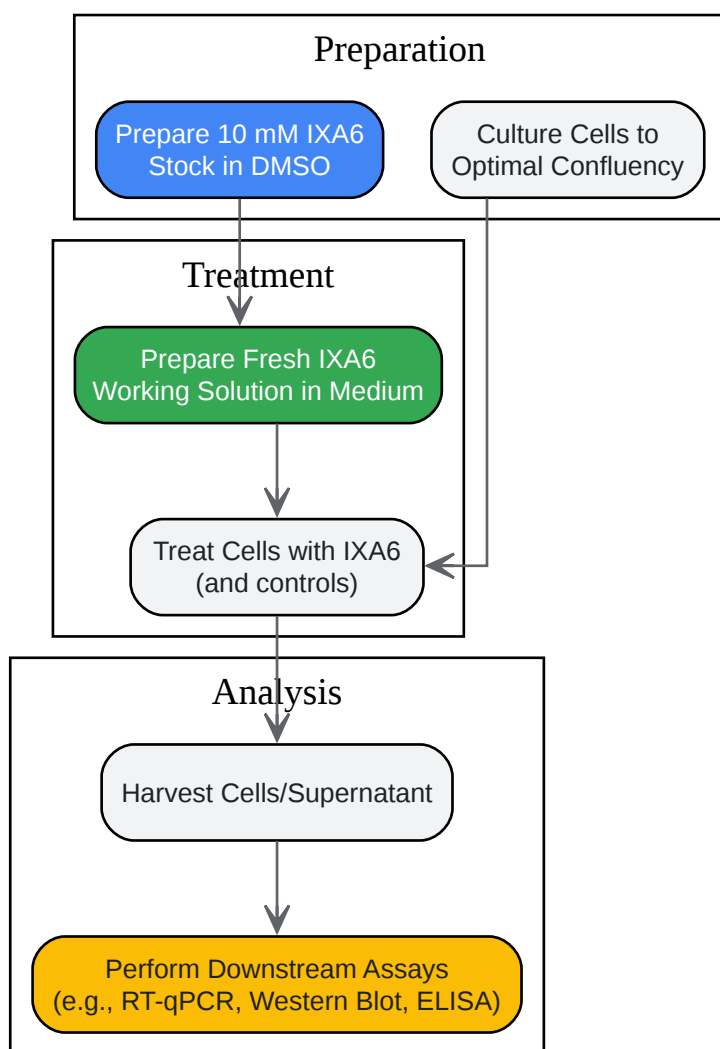 Preparation
Prepare 10 mM IXA6
Stock in DMSO
Culture Cells to
Optimal Confluency
Treatment
Prepare Fresh IXA6
Working Solution in Medium
Treat Cells with IXA6
(and controls)
Analysis
Harvest Cells/Supernatant
Perform Downstream Assays
(e.g., RT-qPCR, Western Blot, ELISA)